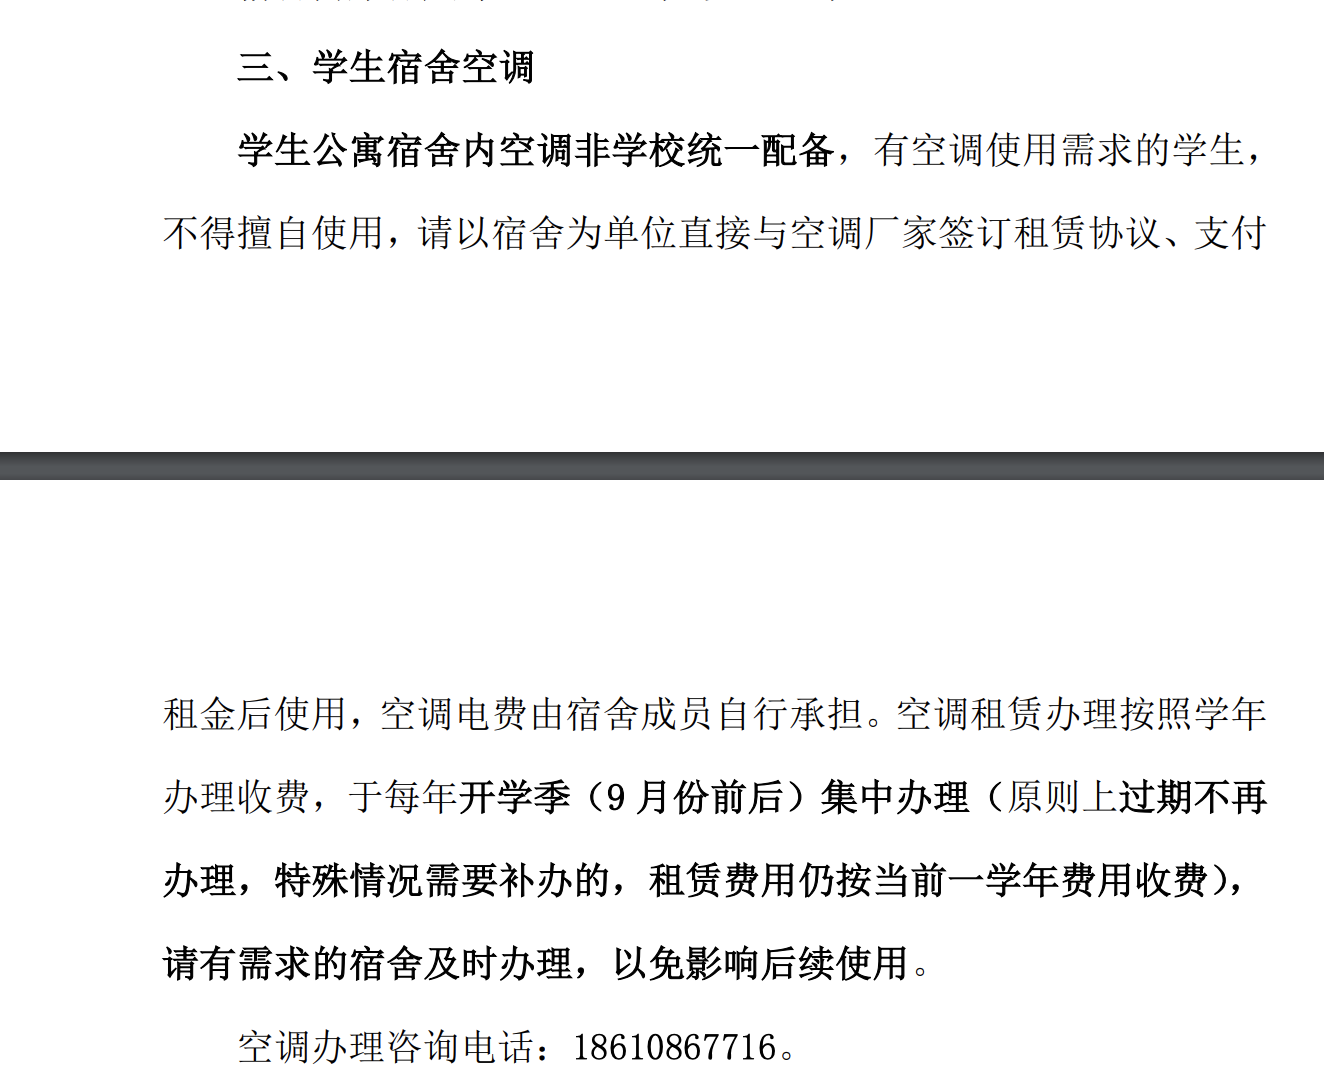 三、学生宿舍空调
学生公寓宿舍内空调非学校统一配备，有空调使用需求的学生，
不得擅自使用，请以宿舍为单位直接与空调厂家签订租赁协议、支付
租金后使用，空调电费由宿舍成员自行承担。空调租赁办理按照学年
办理收费，于每年开学季（9 月份前后）集中办理（原则上过期不再
办理，特殊情况需要补办的，租赁费用仍按当前一学年费用收费），
请有需求的宿舍及时办理，以免影响后续使用。
空调办理咨询电话：18610867716。